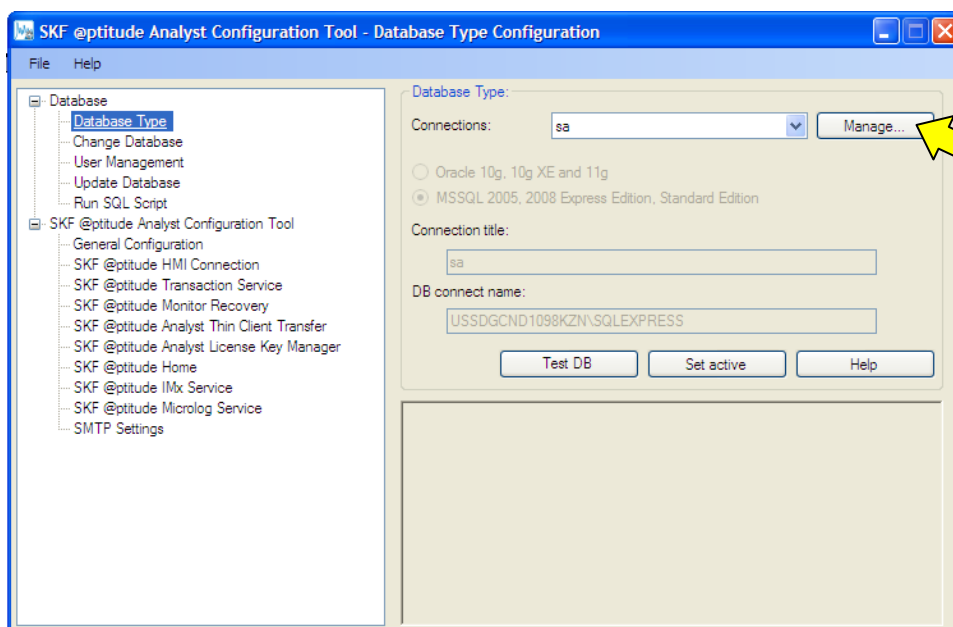 SKF @ptitude Analyst Configuration Tool - Database Type Configuration
File Help
Database
Database Type
Change Database
User Management
Update Database
Run SQL Script
SKF @ptitude Analyst Configuration Tool
General Configuration
SKF @ptitude HMI Connection
SKF @ptitude Transaction Service
SKF @ptitude Monitor Recovery
SKF @ptitude Analyst Thin Client Transfer
SKF @ptitude Analyst License Key Manager
SKF @ptitude Home
SKF @ptitude IMx Service
SKF @ptitude Microlog Service
SMTP Settings
Database Type:
Connections: sa Manage...
Oracle 10g, 10g XE and 11g
MSSQL 2005, 2008 Express Edition, Standard Edition
Connection title:
sa
DB connect name:
USSDGCND1098KZN\SQLEXPRESS
Test DB Set active Help